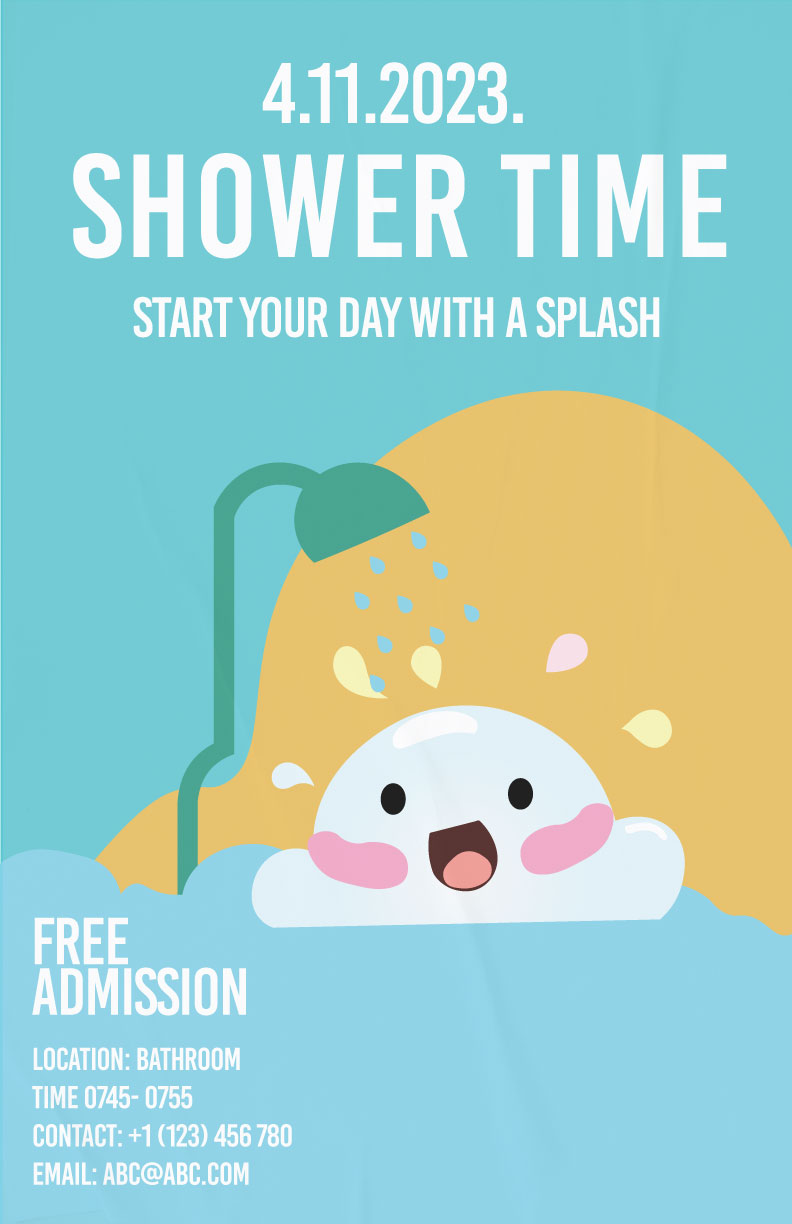 4.11.2023.
SHOWER TIME
START YOUR DAY WITH A SPLASH
FREE
ADMISSION
LOCATION: BATHROOM
TIME 0745- 0755
CONTACT: +1 (123) 456 780
EMAIL: ABC@ABC.COM